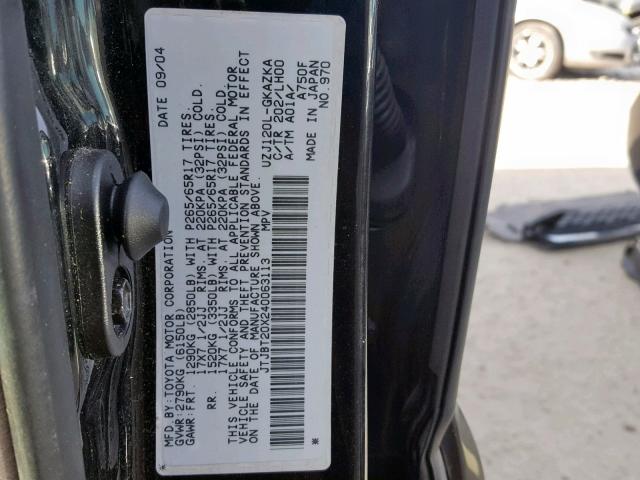 MFD. BY: TOYOTA MOTOR CORPORATION DATE 09/04
GVWR: 2790KG (6150LB)
GAWR: FRT. 1290KG (2850LB) WITH P265/65R17 TIRES.
17X7 1/2JJ RIMS. AT 220KPA (32PSI) COLD.
RR. 1520KG (3350LB) WITH P265/65R17 TIRES.
17X7 1/2JJ RIMS. AT 220KPA (32PSI) COLD.
THIS VEHICLE CONFORMS TO ALL APPLICABLE FEDERAL MOTOR
VEHICLE SAFETY AND THEFT PREVENTION STANDARDS IN EFFECT
ON THE DATE OF MANUFACTURE SHOWN ABOVE.
JTJBT20X240063113 MPV UZJ120L-GKAZKA
C/TR 202/LH00
A/TM A01A/ A750F
MADE IN JAPAN
* * NO. 970